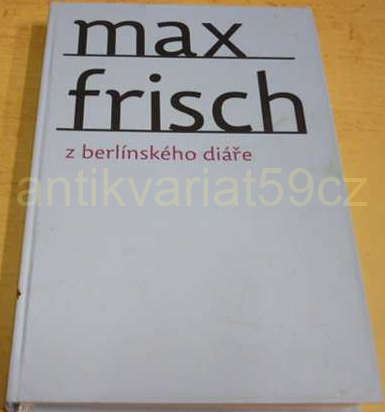 max
frisch
z berlínského diáře
antikvariat59cz